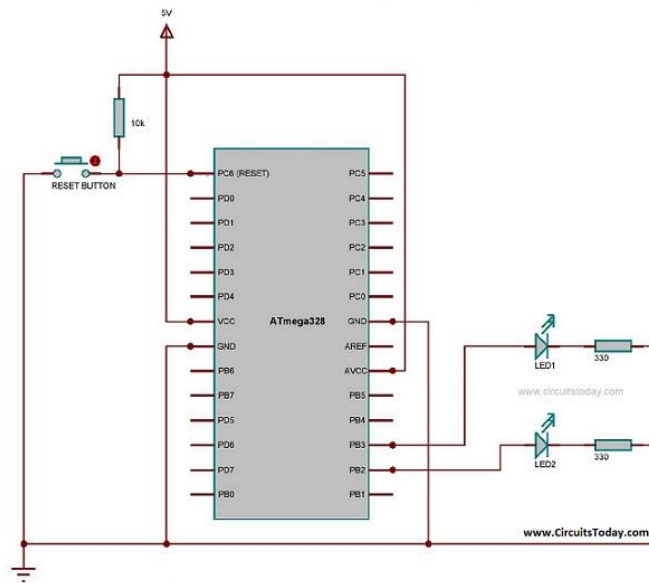 5V
10k
RESET BUTTON
PC6 (RESET)
PD0
PD1
PD2
PD3
PD4
VCC
GND
PB6
PB7
PD5
PD6
PD7
PB0
ATmega328
PC5
PC4
PC3
PC2
PC1
PC0
GND
AREF
AVCC
PB5
PB4
PB3
PB2
PB1
LED1
330
www.circuitstoday.com
LED2
330
www.CircuitsToday.com